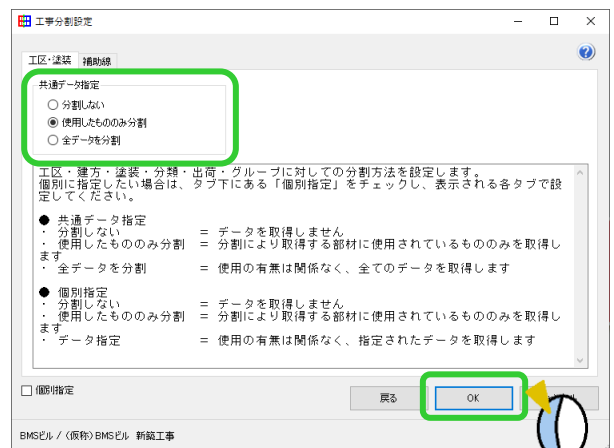 工事分割設定
工区・塗装 補助線
共通データ指定
分割しない
使用したもののみ分割
全データを分割
工区・建方・塗装・分類・出荷・グループに対しての分割方法を設定します。
個別に指定したい場合は、タブ下にある「個別指定」をチェックし、表示される各タブで設
定してください。
● 共通データ指定
・ 分割しない = データを取得しません
・ 使用したもののみ分割 = 分割により取得する部材に使用されているもののみを取得し
ます
・ 全データを分割 = 使用の有無は関係なく、全てのデータを取得します
● 個別指定
・ 分割しない = データを取得しません
・ 使用したもののみ分割 = 分割により取得する部材に使用されているもののみを取得し
ます
・ データ指定 = 使用の有無は関係なく、指定されたデータを取得します
個別指定
戻る OK
BMSビル / (仮称)BMSビル 新築工事